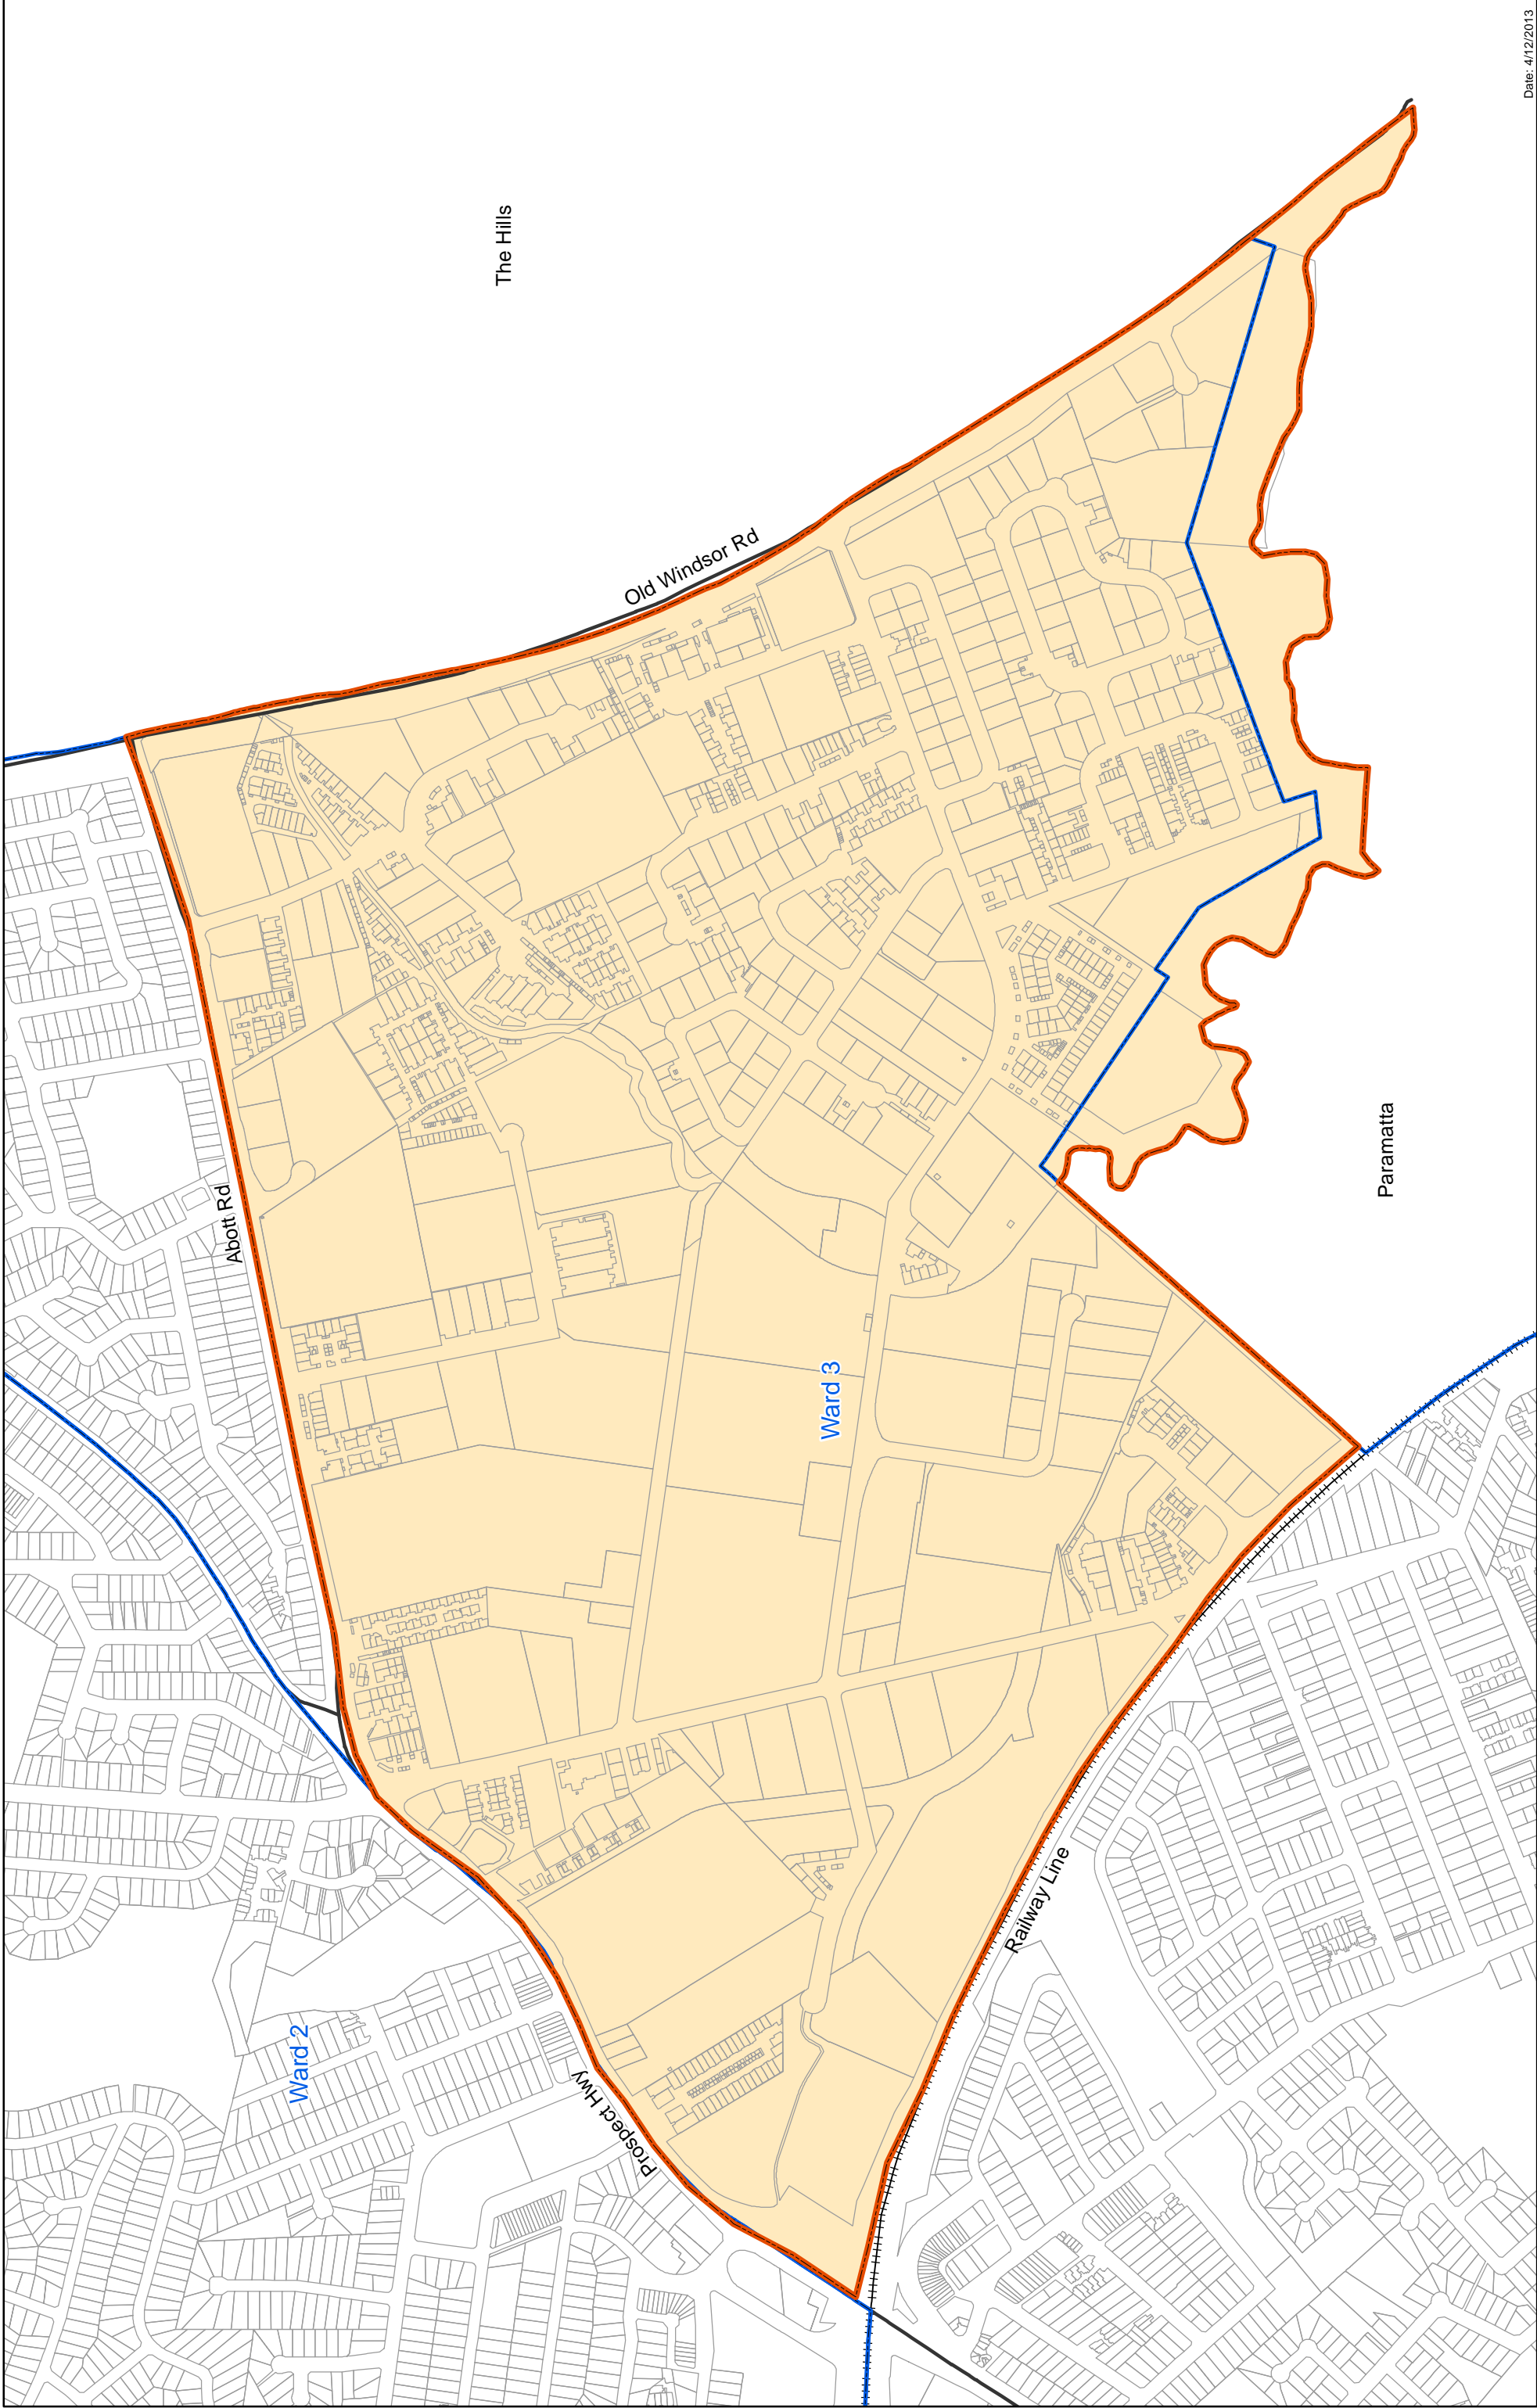 The Hills
Old Windsor Rd
Abott Rd
Ward 3
Paramatta
Ward 2
Prospect Hwy
Railway Line
Date: 4/12/2013